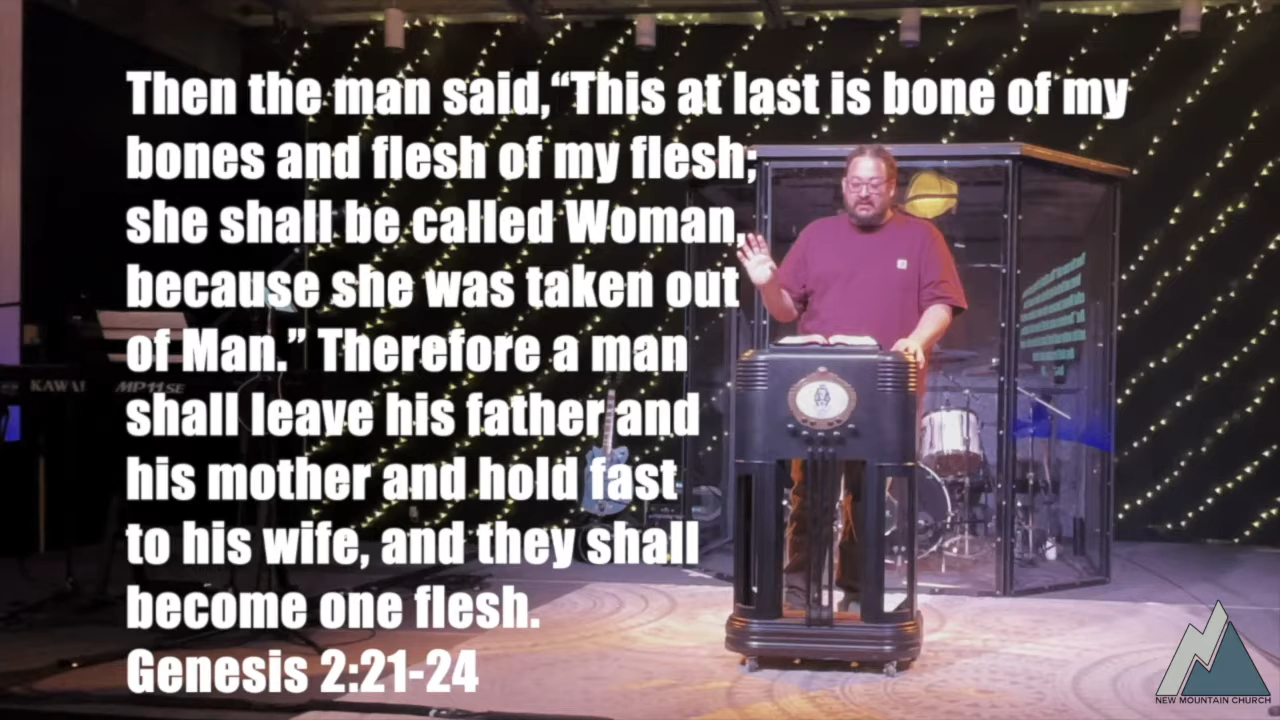 Then the man said,“This at last is bone of my
bones and flesh of my flesh;
she shall be called Woman,
because she was taken out
of Man.” Therefore a man
shall leave his father and
his mother and hold fast
to his wife, and they shall
become one flesh.
Genesis 2:21-24
KAWAI MP11SE
NEW MOUNTAIN CHURCH